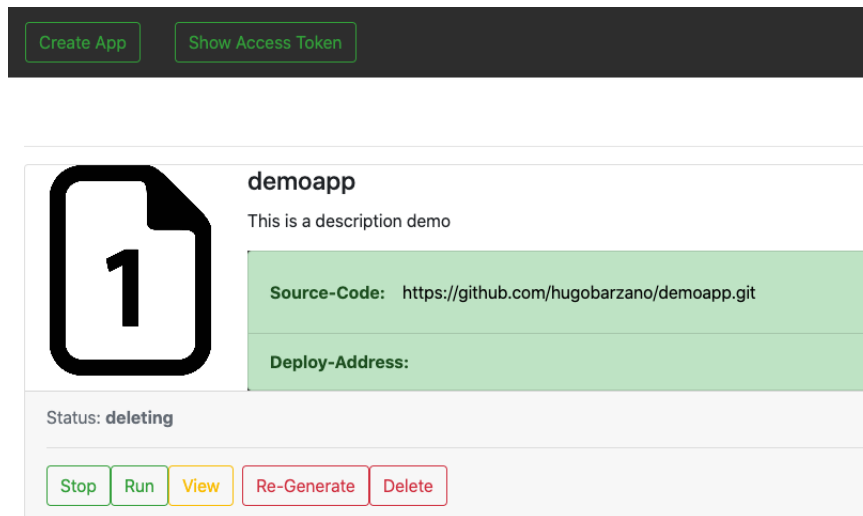 Create App Show Access Token
demoapp
This is a description demo
1
Source-Code: https://github.com/hugobarzano/demoapp.git
Deploy-Address:
Status: deleting
Stop Run View Re-Generate Delete